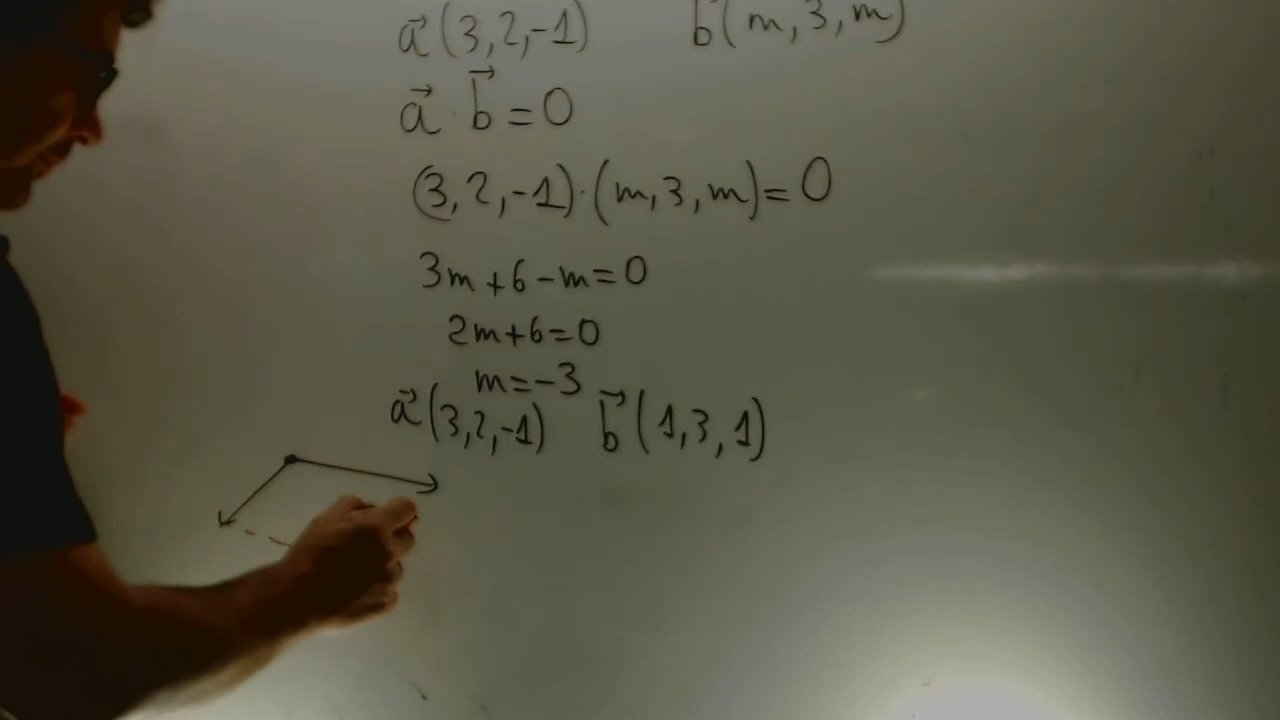 a⃗(3,2,-1) b⃗(m,3,m)
a⃗ · b⃗ = 0
(3,2,-1)·(m,3,m)=0
3m+6-m=0
2m+6=0
m=-3
a⃗(3,2,-1) b⃗(1,3,1)